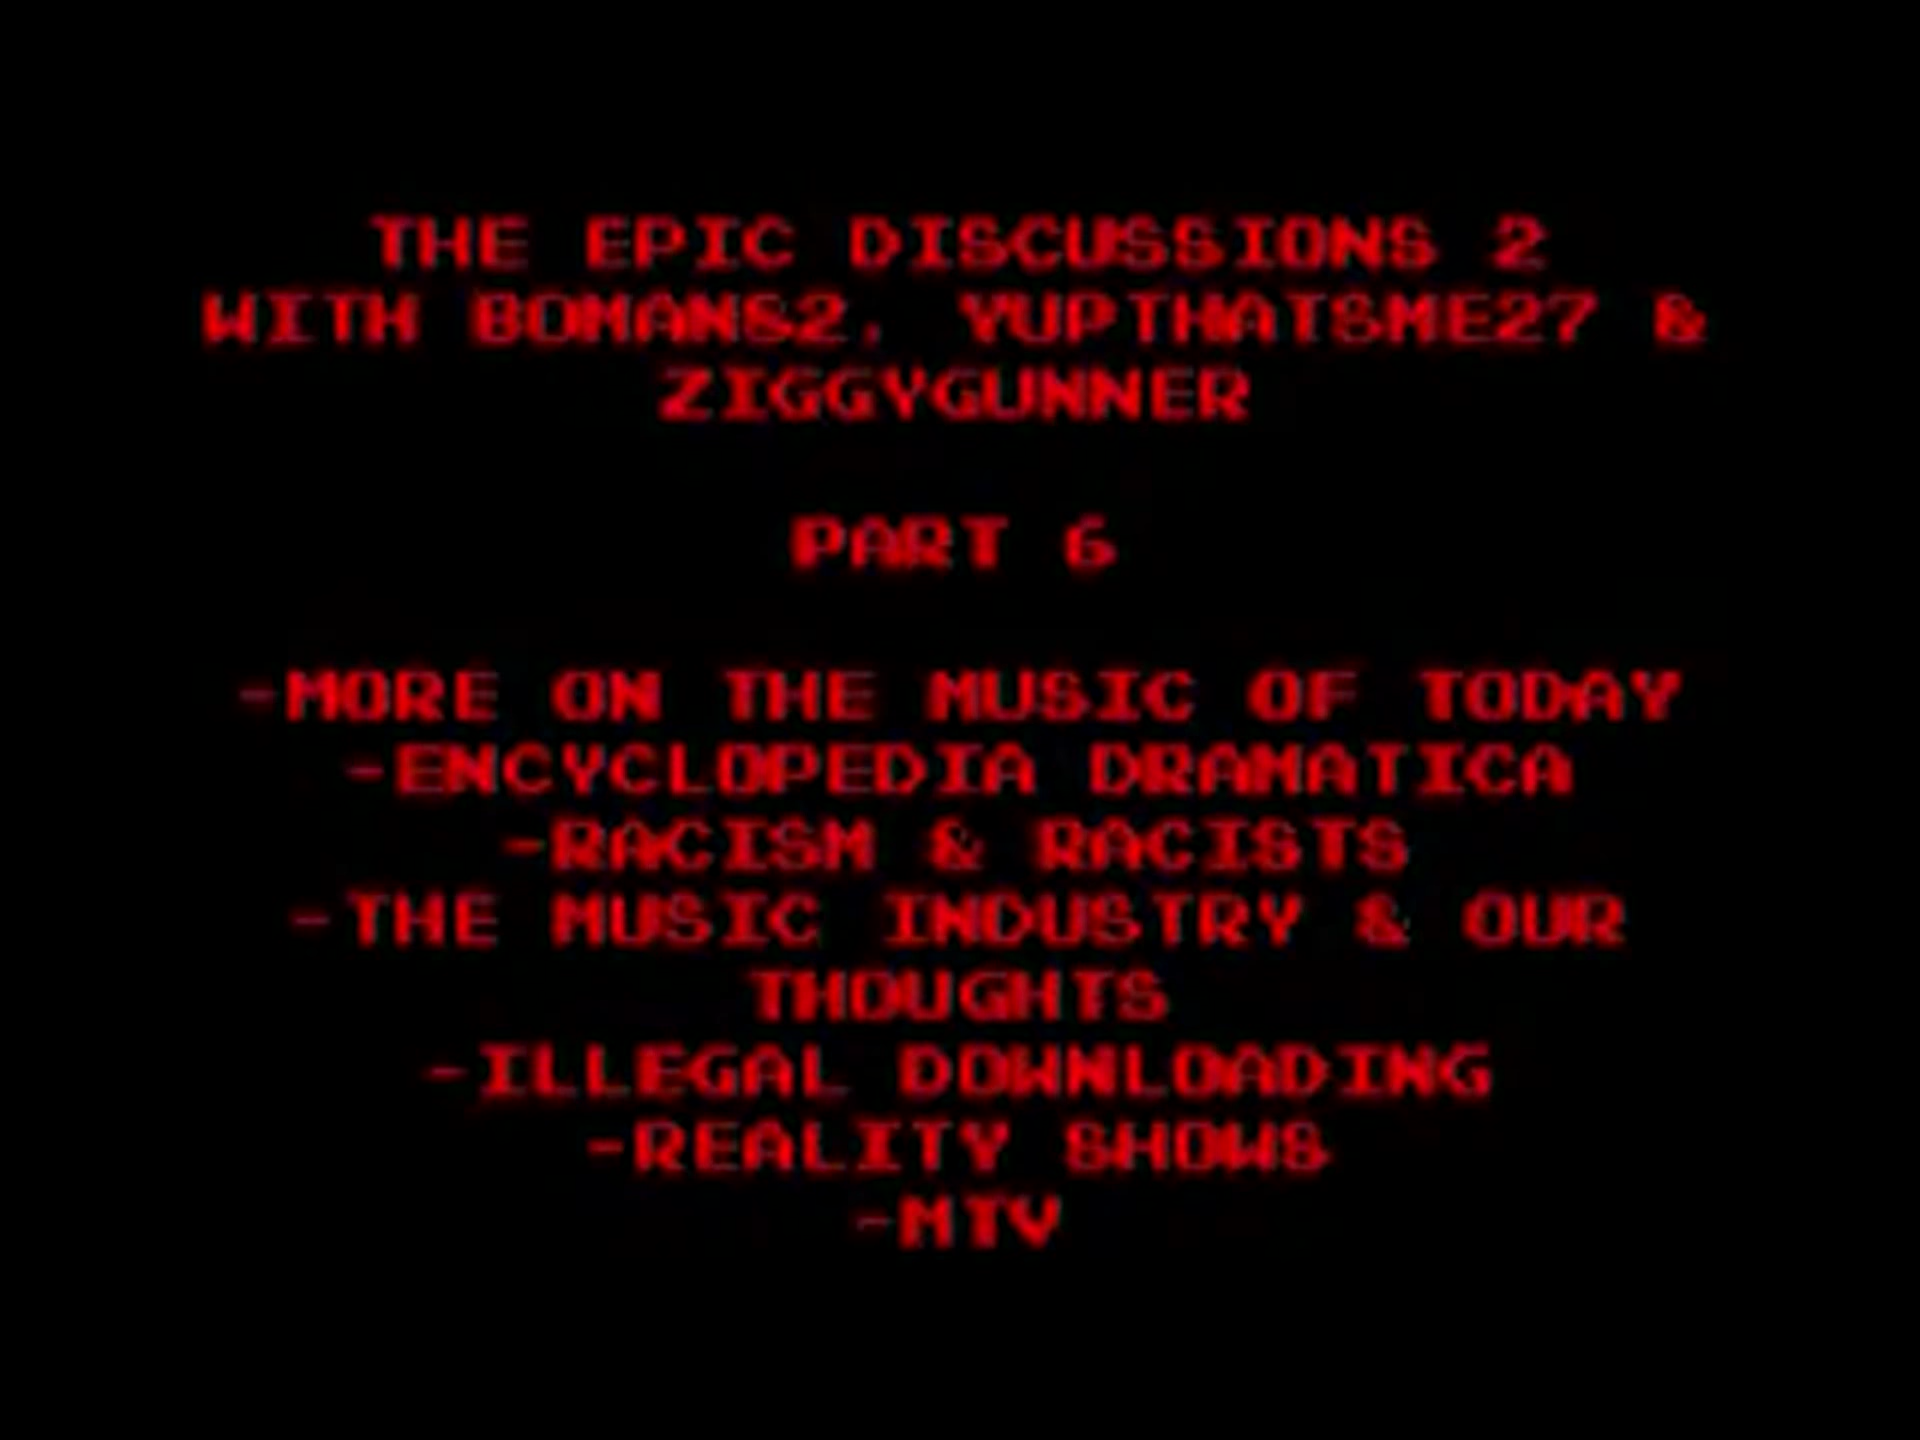 THE EPIC DISCUSSIONS 2
WITH BOMAN82, YUPTHATSME27 &
ZIGGYGUNNER
PART 6
-MORE ON THE MUSIC OF TODAY
-ENCYCLOPEDIA DRAMATICA
-RACISM & RACISTS
-THE MUSIC INDUSTRY & OUR
THOUGHTS
-ILLEGAL DOWNLOADING
-REALITY SHOWS
-MTV